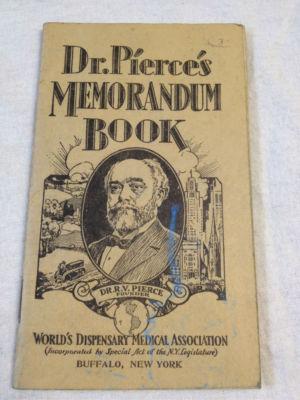 Dr. Pierce's
MEMORANDUM
BOOK
DR. R.V. PIERCE
FOUNDER
WORLD'S DISPENSARY MEDICAL ASSOCIATION
(Incorporated by Special Act of the N.Y. Legislature)
BUFFALO, NEW YORK